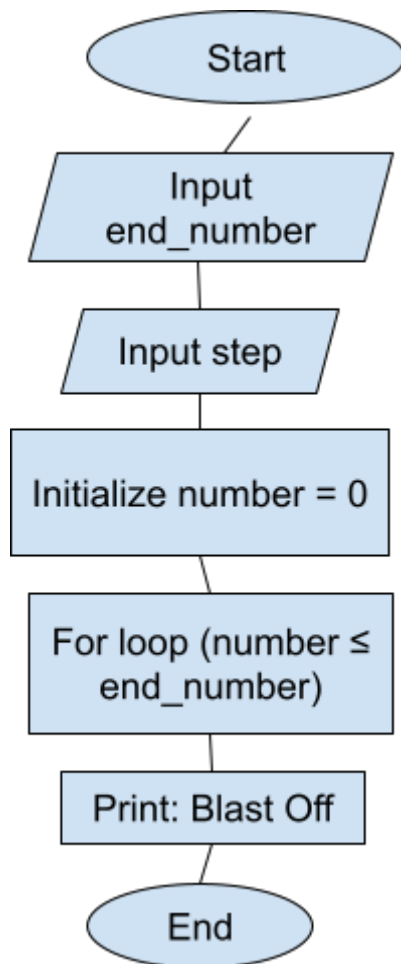 Start
Input
end_number
Input step
Initialize number = 0
For loop (number ≤
end_number)
Print: Blast Off
End